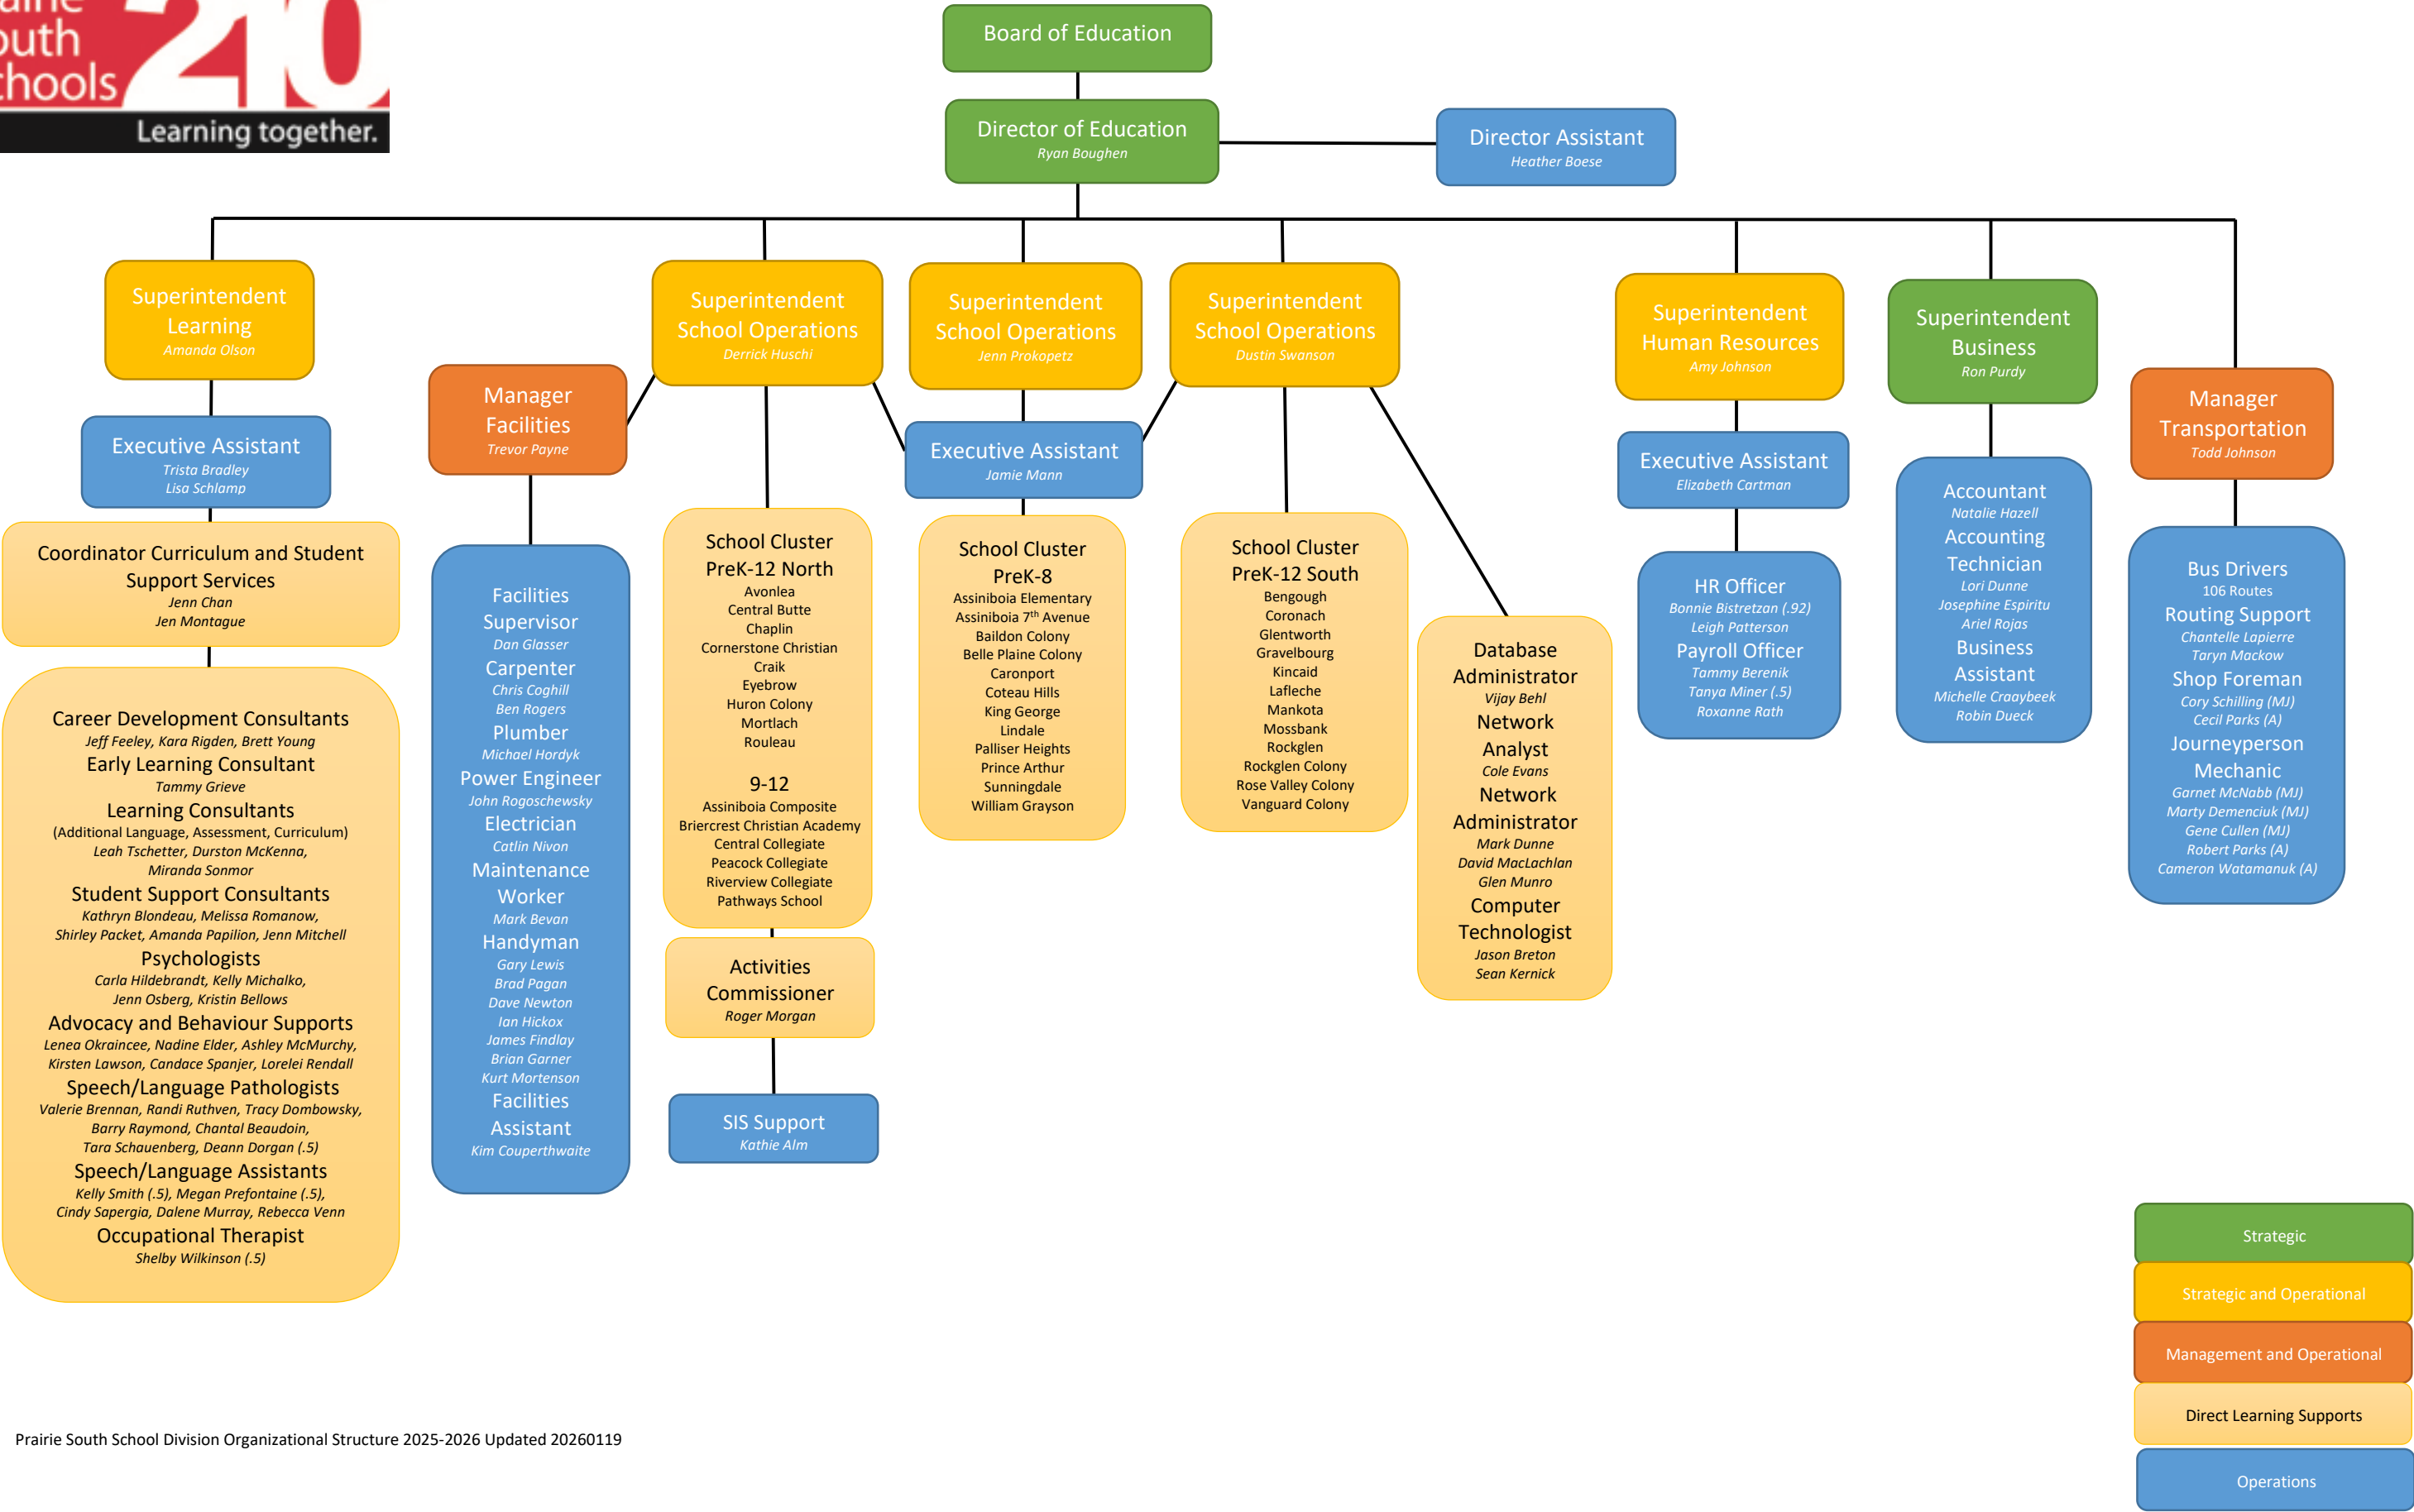 outh
chools
210
Learning together.
Board of Education
Director of Education
Ryan Boughen
Director Assistant
Heather Boese
Superintendent
Learning
Amanda Olson
Executive Assistant
Trista Bradley
Lisa Schlamp
Coordinator Curriculum and Student
Support Services
Jenn Chan
Jen Montague
Career Development Consultants
Jeff Feeley, Kara Rigden, Brett Young
Early Learning Consultant
Tammy Grieve
Learning Consultants
(Additional Language, Assessment, Curriculum)
Leah Tschetter, Durston McKenna,
Miranda Sonmor
Student Support Consultants
Kathryn Blondeau, Melissa Romanow,
Shirley Packet, Amanda Papilion, Jenn Mitchell
Psychologists
Carla Hildebrandt, Kelly Michalko,
Jenn Osberg, Kristin Bellows
Advocacy and Behaviour Supports
Lenea Okraincee, Nadine Elder, Ashley McMurchy,
Kirsten Lawson, Candace Spanjer, Lorelei Rendall
Speech/Language Pathologists
Valerie Brennan, Randi Ruthven, Tracy Dombowsky,
Barry Raymond, Chantal Beaudoin,
Tara Schauenberg, Deann Dorgan (.5)
Speech/Language Assistants
Kelly Smith (.5), Megan Prefontaine (.5),
Cindy Sapergia, Dalene Murray, Rebecca Venn
Occupational Therapist
Shelby Wilkinson (.5)
Manager
Facilities
Trevor Payne
Facilities
Supervisor
Dan Glasser
Carpenter
Chris Coghill
Ben Rogers
Plumber
Michael Hordyk
Power Engineer
John Rogoschewsky
Electrician
Catlin Nivon
Maintenance
Worker
Mark Bevan
Handyman
Gary Lewis
Brad Pagan
Dave Newton
Ian Hickox
James Findlay
Brian Garner
Kurt Mortenson
Facilities
Assistant
Kim Couperthwaite
Superintendent
School Operations
Derrick Huschi
School Cluster
PreK-12 North
Avonlea
Central Butte
Chaplin
Cornerstone Christian
Craik
Eyebrow
Huron Colony
Mortlach
Rouleau
9-12
Assiniboia Composite
Briercrest Christian Academy
Central Collegiate
Peacock Collegiate
Riverview Collegiate
Pathways School
Activities
Commissioner
Roger Morgan
SIS Support
Kathie Alm
Superintendent
School Operations
Jenn Prokopetz
Executive Assistant
Jamie Mann
School Cluster
PreK-8
Assiniboia Elementary
Assiniboia 7th Avenue
Baildon Colony
Belle Plaine Colony
Caronport
Coteau Hills
King George
Lindale
Palliser Heights
Prince Arthur
Sunningdale
William Grayson
Superintendent
School Operations
Dustin Swanson
School Cluster
PreK-12 South
Bengough
Coronach
Glentworth
Gravelbourg
Kincaid
Lafleche
Mankota
Mossbank
Rockglen
Rockglen Colony
Rose Valley Colony
Vanguard Colony
Database
Administrator
Vijay Behl
Network
Analyst
Cole Evans
Network
Administrator
Mark Dunne
David MacLachlan
Glen Munro
Computer
Technologist
Jason Breton
Sean Kernick
Superintendent
Human Resources
Amy Johnson
Executive Assistant
Elizabeth Cartman
HR Officer
Bonnie Bistretzan (.92)
Leigh Patterson
Payroll Officer
Tammy Berenik
Tanya Miner (.5)
Roxanne Rath
Superintendent
Business
Ron Purdy
Accountant
Natalie Hazell
Accounting
Technician
Lori Dunne
Josephine Espiritu
Ariel Rojas
Business
Assistant
Michelle Craaybeek
Robin Dueck
Manager
Transportation
Todd Johnson
Bus Drivers
106 Routes
Routing Support
Chantelle Lapierre
Taryn Mackow
Shop Foreman
Cory Schilling (MJ)
Cecil Parks (A)
Journeyperson
Mechanic
Garnet McNabb (MJ)
Marty Demenciuk (MJ)
Gene Cullen (MJ)
Robert Parks (A)
Cameron Watamanuk (A)
Strategic
Strategic and Operational
Management and Operational
Direct Learning Supports
Operations
Prairie South School Division Organizational Structure 2025-2026 Updated 20260119